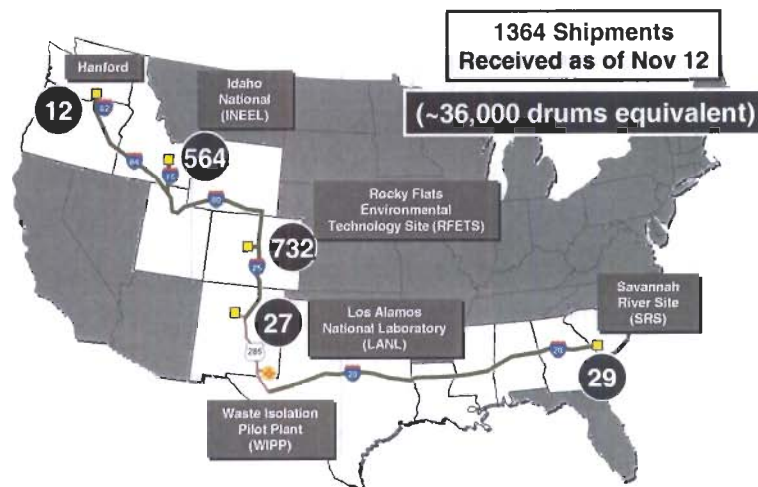 1364 Shipments
Received as of Nov 12
(~36,000 drums equivalent)
Hanford
12
82
84
15
Idaho
National
(INEEL)
564
80
Rocky Flats
Environmental
Technology Site (RFETS)
732
25
27
Los Alamos
National Laboratory
(LANL)
Savannah
River Site
(SRS)
285
20
20
29
Waste Isolation
Pilot Plant
(WIPP)